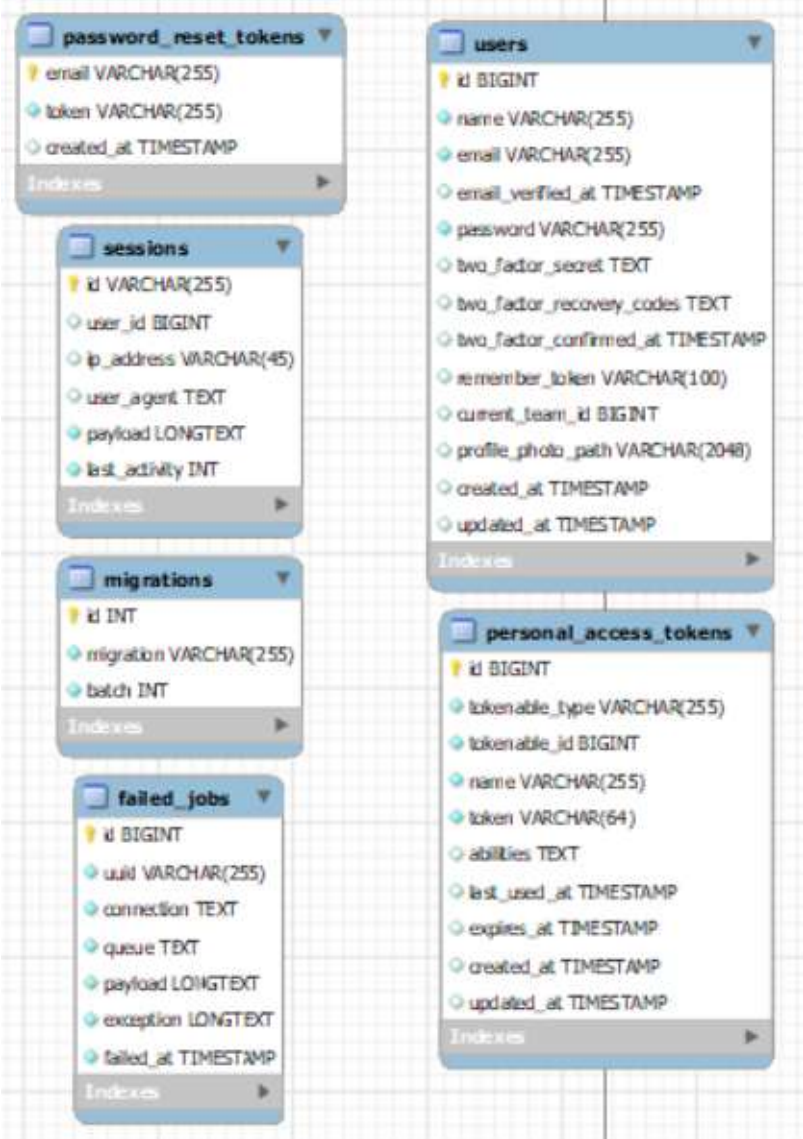 password_reset_tokens
email VARCHAR(255)
token VARCHAR(255)
created_at TIMESTAMP
Indexes
sessions
id VARCHAR(255)
user_id BIGINT
ip_address VARCHAR(45)
user_agent TEXT
payload LONGTEXT
last_activity INT
Indexes
migrations
id INT
migration VARCHAR(255)
batch INT
Indexes
failed_jobs
id BIGINT
uuid VARCHAR(255)
connection TEXT
queue TEXT
payload LONGTEXT
exception LONGTEXT
failed_at TIMESTAMP
Indexes
users
id BIGINT
name VARCHAR(255)
email VARCHAR(255)
email_verified_at TIMESTAMP
password VARCHAR(255)
two_factor_secret TEXT
two_factor_recovery_codes TEXT
two_factor_confirmed_at TIMESTAMP
remember_token VARCHAR(100)
current_team_id BIGINT
profile_photo_path VARCHAR(2048)
created_at TIMESTAMP
updated_at TIMESTAMP
Indexes
personal_access_tokens
id BIGINT
tokenable_type VARCHAR(255)
tokenable_id BIGINT
name VARCHAR(255)
token VARCHAR(64)
abilities TEXT
last_used_at TIMESTAMP
expires_at TIMESTAMP
created_at TIMESTAMP
updated_at TIMESTAMP
Indexes